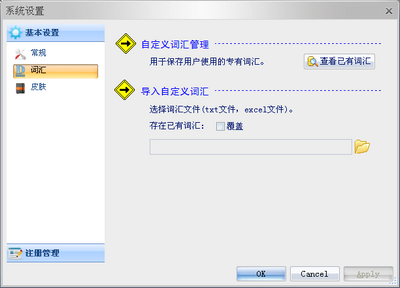 系统设置
基本设置
常规
词汇
皮肤
注册管理
自定义词汇管理
用于保存用户使用的专有词汇。
查看已有词汇
导入自定义词汇
选择词汇文件(txt文件，excel文件)。
存在已有词汇： 覆盖
OK Cancel Apply